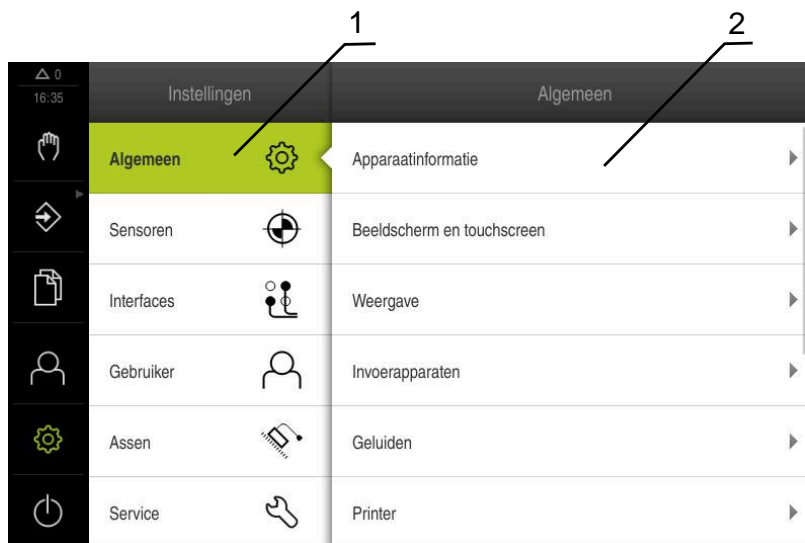 1
2
0
16:35
Instellingen
Algemeen
Algemeen
Sensoren
Interfaces
Gebruiker
Assen
Service
Apparaatinformatie
Beeldscherm en touchscreen
Weergave
Invoerapparaten
Geluiden
Printer